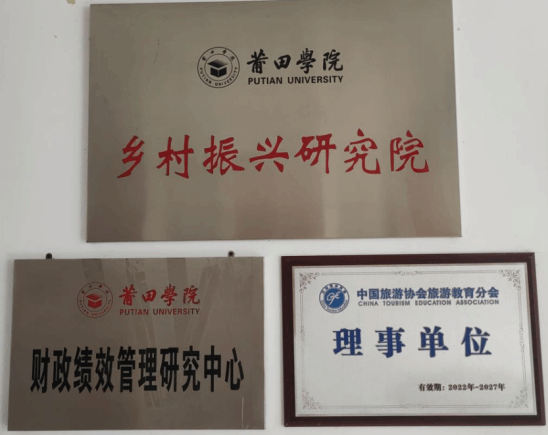 莆田學院
PUTIAN UNIVERSITY
乡村振兴研究院
莆田學院
PUTIAN UNIVERSITY
财政绩效管理研究中心
中国旅游协会旅游教育分会
CHINA TOURISM EDUCATION ASSOCIATION
理事单位
有效期：2022年-2027年